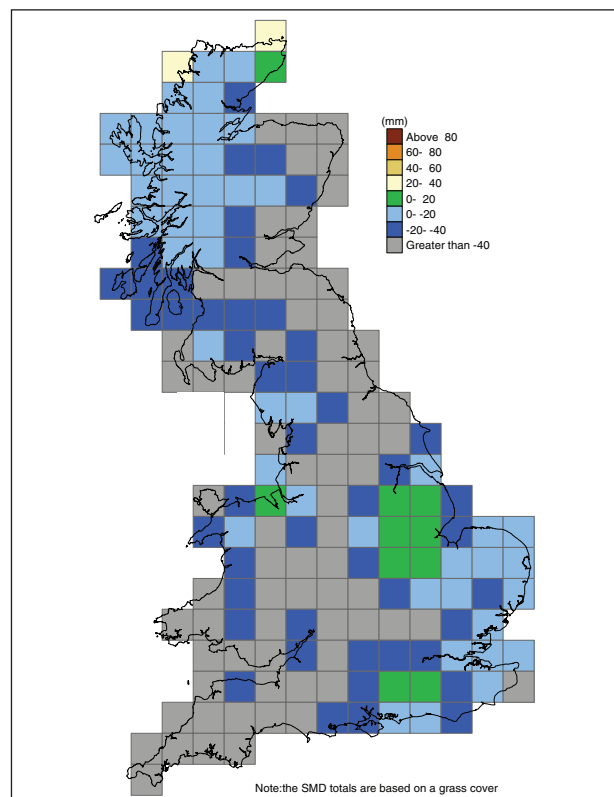 (mm)
Above 80
60- 80
40- 60
20- 40
0- 20
0- -20
-20- -40
Greater than -40
Note:the SMD totals are based on a grass cover